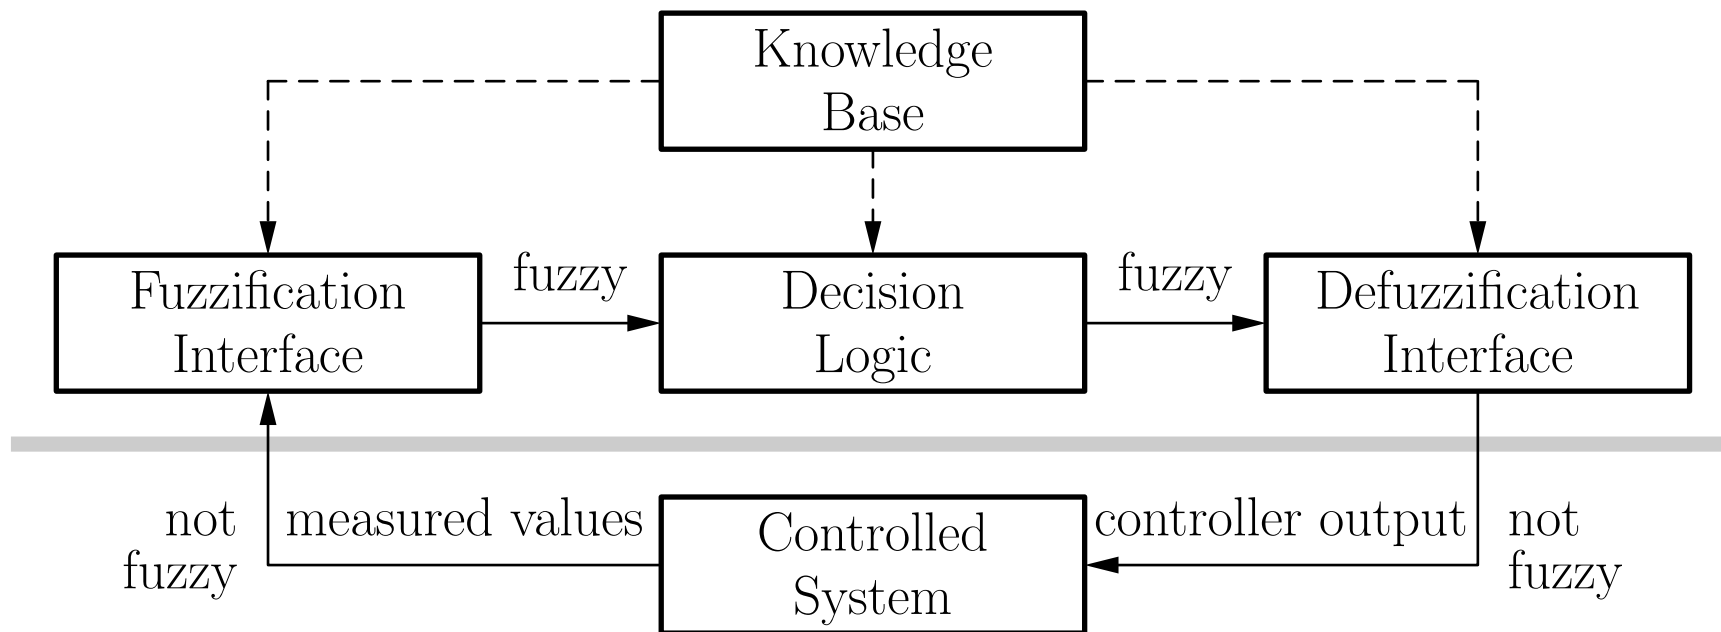 Knowledge
Base
Fuzzification
Interface
fuzzy
Decision
Logic
fuzzy
Defuzzification
Interface
not
fuzzy
measured values
Controlled
System
controller output
not
fuzzy